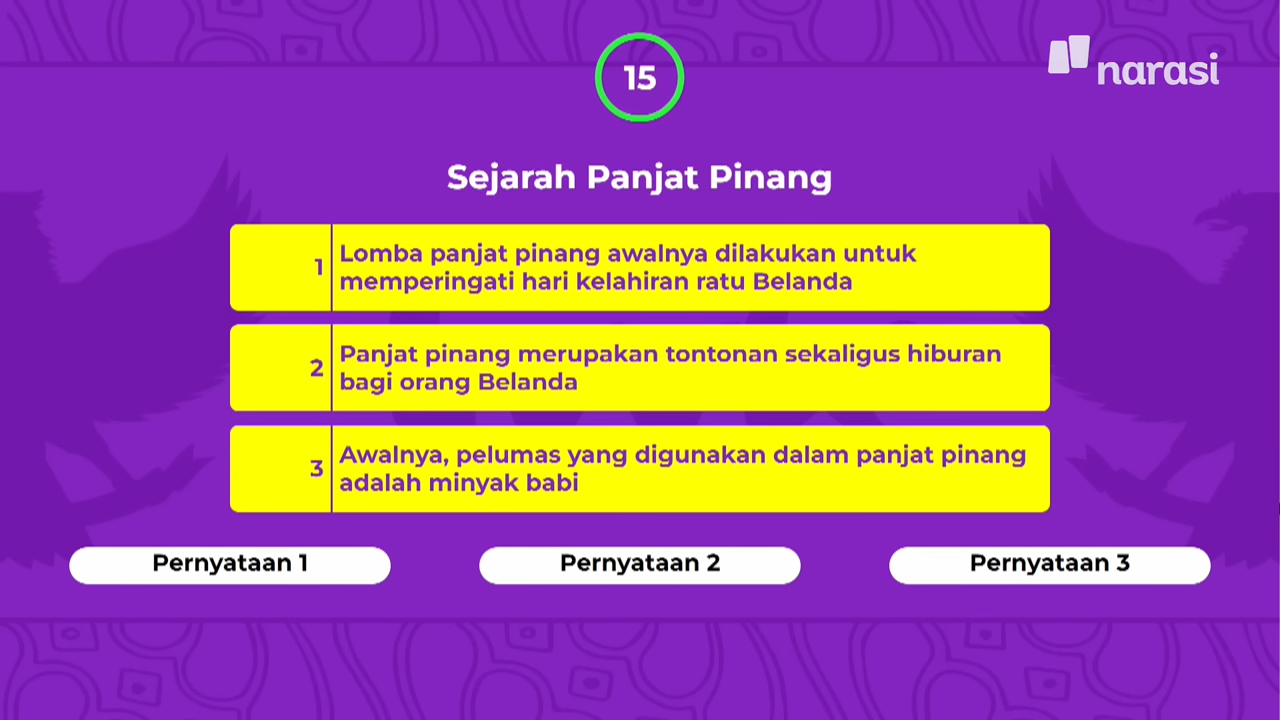 15
narasi
Sejarah Panjat Pinang
1
Lomba panjat pinang awalnya dilakukan untuk
memperingati hari kelahiran ratu Belanda
2
Panjat pinang merupakan tontonan sekaligus hiburan
bagi orang Belanda
3
Awalnya, pelumas yang digunakan dalam panjat pinang
adalah minyak babi
Pernyataan 1
Pernyataan 2
Pernyataan 3